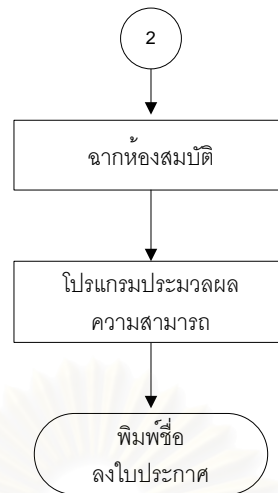 2
ฉากห้องสมบัติ
โปรแกรมประมวลผล
ความสามารถ
พิมพ์ชื่อ
ลงใบประกาศ